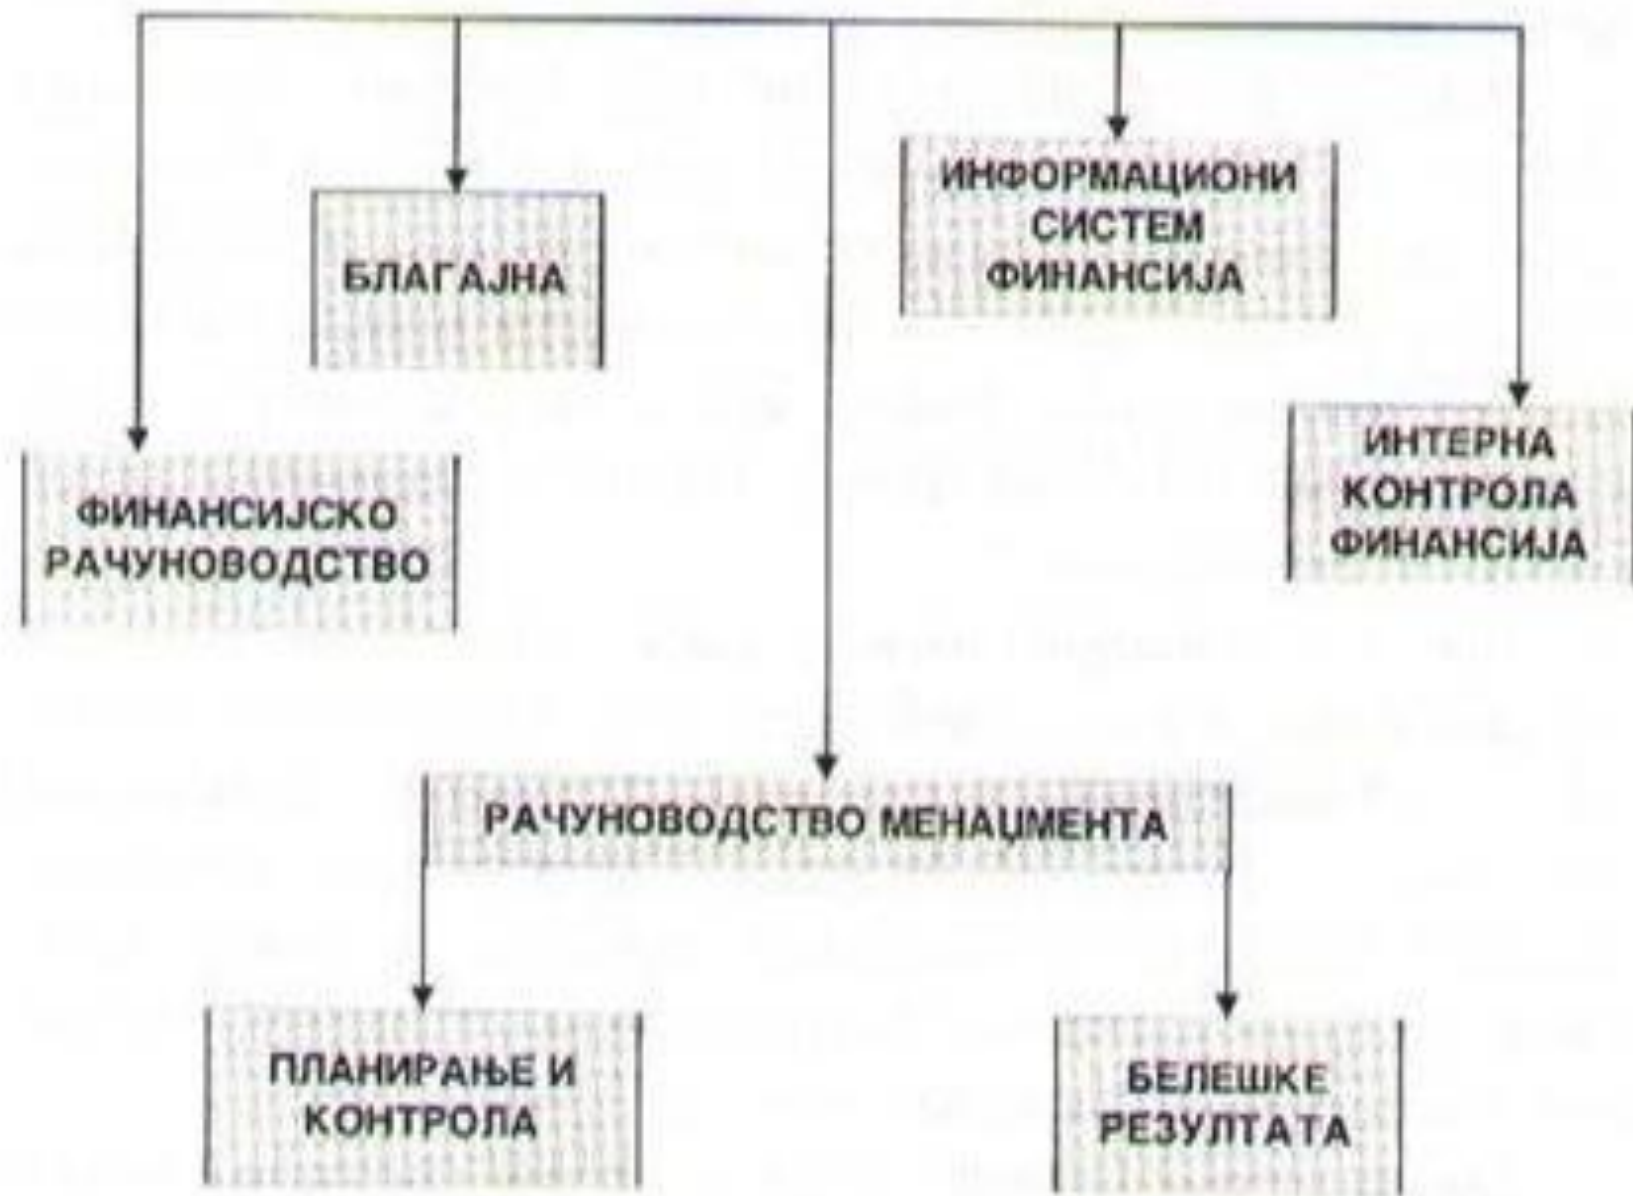 ИНФОРМАЦИОНИ
СИСТЕМ
ФИНАНСИЈА
БЛАГАЈНА
ИНТЕРНА
КОНТРОЛА
ФИНАНСИЈА
ФИНАНСИЈСКО
РАЧУНОВОДСТВО
РАЧУНОВОДСТВО МЕНАЏМЕНТА
ПЛАНИРАЊЕ И
КОНТРОЛА
БЕЛЕШКЕ
РЕЗУЛТАТА